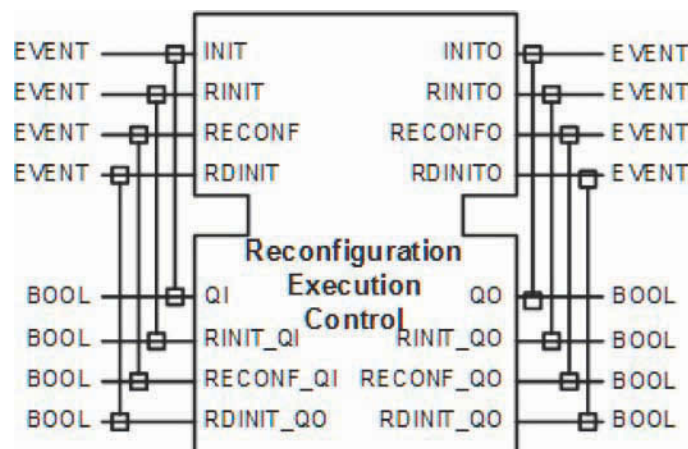 EVENT INIT INITO EVENT
EVENT RINIT RINITO EVENT
EVENT RECONF RECONFO EVENT
EVENT RDINIT RDINITO EVENT
Reconfiguration
Execution
Control
BOOL QI QO BOOL
BOOL RINIT_QI RINIT_QO BOOL
BOOL RECONF_QI RECONF_QO BOOL
BOOL RDINIT_QO RDINIT_QO BOOL